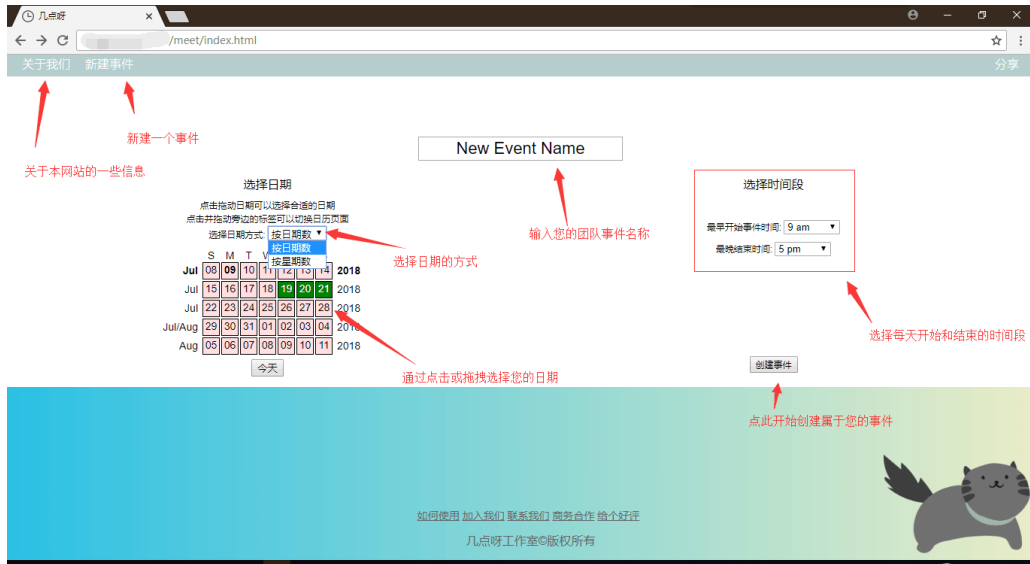 几点呀
/meet/index.html
关于我们 新建事件 分享
新建一个事件
关于本网站的一些信息
New Event Name
输入您的团队事件名称
选择日期
点击拖动日期可以选择合适的日期
点击并拖动旁边的标签可以切换日历页面
选择日期方式: 按日期数
按日期数
按星期数
选择日期的方式
S M T
Jul 08 09 10 11 12 13 14 2018
Jul 15 16 17 18 19 20 21 2018
Jul 22 23 24 25 26 27 28 2018
Jul/Aug 29 30 31 01 02 03 04 2018
Aug 05 06 07 08 09 10 11 2018
今天
通过点击或拖拽选择您的日期
选择时间段
最早开始事件时间: 9 am
最晚结束时间: 5 pm
选择每天开始和结束的时间段
创建事件
点此开始创建属于您的事件
如何使用 加入我们 联系我们 商务合作 给个好评
几点呀工作室©版权所有